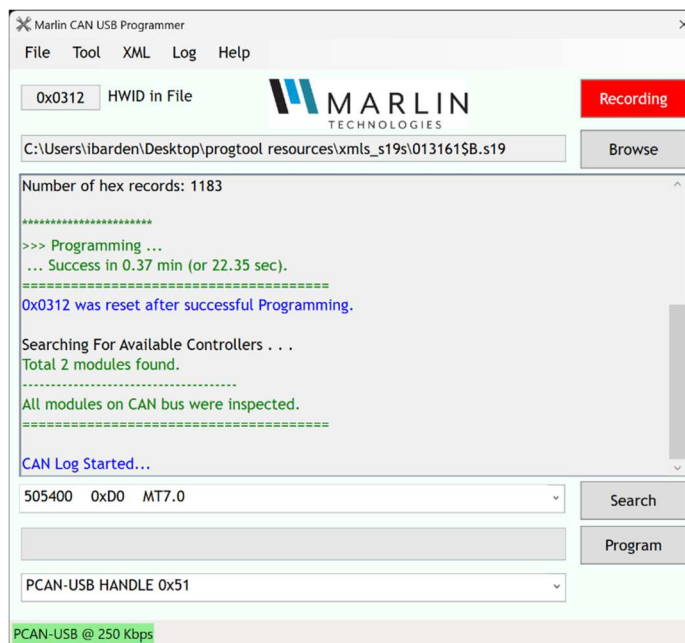 Marlin CAN USB Programmer
File Tool XML Log Help
0x0312 HWID in File
MARLIN
TECHNOLOGIES
Recording
C:\Users\ibarden\Desktop\progtool resources\xmls_s19s\013161$B.s19
Browse
Number of hex records: 1183
***********************
>>> Programming ...
... Success in 0.37 min (or 22.35 sec).
======================================
0x0312 was reset after successful Programming.
Searching For Available Controllers . . .
Total 2 modules found.
-------------------------------------
All modules on CAN bus were inspected.
======================================
CAN Log Started...
505400 0xD0 MT7.0
Search
Program
PCAN-USB HANDLE 0x51
PCAN-USB @ 250 Kbps